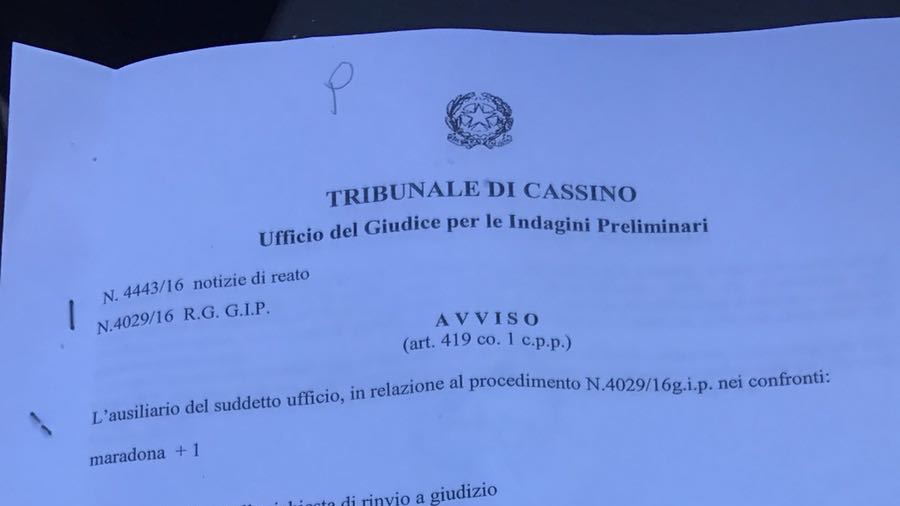 P
TRIBUNALE DI CASSINO
Ufficio del Giudice per le Indagini Preliminari
N. 4443/16 notizie di reato
N.4029/16 R.G. G.I.P.
AVVISO
(art. 419 co. 1 c.p.p.)
L'ausiliario del suddetto ufficio, in relazione al procedimento N.4029/16g.i.p. nei confronti:
maradona + 1
di rinvio a giudizio